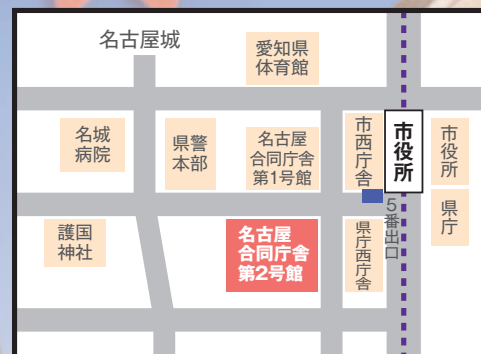 名古屋城
愛知県
体育館
名城
病院
県警
本部
名古屋
合同庁舎
第1号館
市西庁舎
市役所
市役所
5番出口
県庁
護国
神社
名古屋
合同庁舎
第2号館
県庁西庁舎